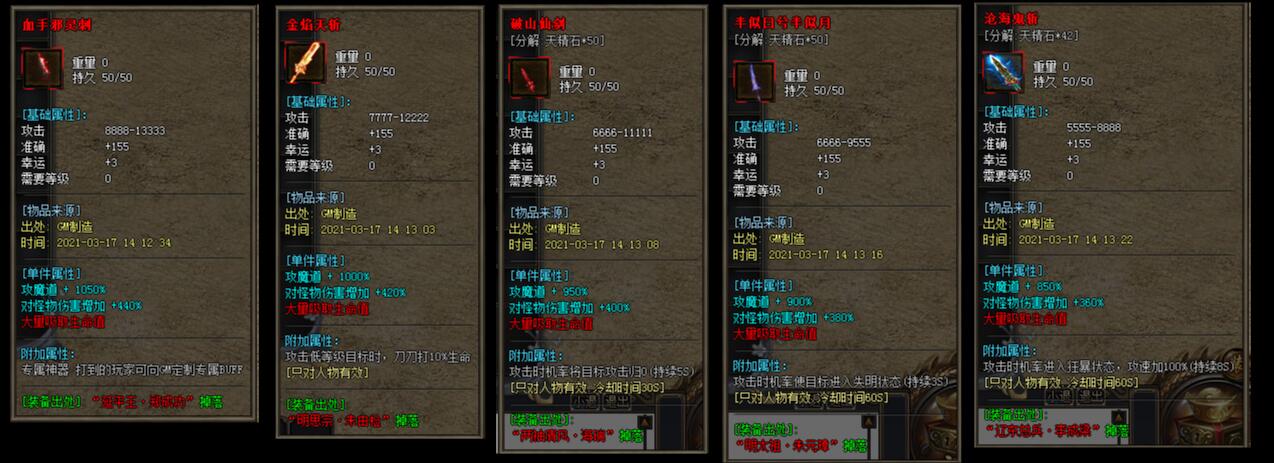 血手邪灵刺
重量 0
持久 50/50
[基础属性]:
攻击 8888-13333
准确 +155
幸运 +3
需要等级 0
[物品来源]
出处: GM制造
时间: 2021-03-17 14 12 34
[单件属性]
攻魔道 + 1050%
对怪物伤害增加 +440%
大量吸取生命值
附加属性:
专属神器 打到的玩家可向GM定制专属BUFF
[装备出处] “延平王·郑成功” 掉落
金焰天斩
重量 0
持久 50/50
[基础属性]:
攻击 7777-12222
准确 +155
幸运 +3
需要等级 0
[物品来源]
出处: GM制造
时间: 2021-03-17 14 13 03
[单件属性]
攻魔道 + 1000%
对怪物伤害增加 +420%
大量吸取生命值
附加属性:
攻击低等级目标时, 刀刀打10%生命
[只对人物有效]
[装备出处]:
“明思宗·朱由检” 掉落
破山仙剑
[分解 天精石*50]
重量 0
持久 50/50
[基础属性]:
攻击 6666-11111
准确 +155
幸运 +3
需要等级 0
[物品来源]
出处: GM制造
时间: 2021-03-17 14 13 08
[单件属性]
攻魔道 + 950%
对怪物伤害增加 +400%
大量吸取生命值
附加属性:
攻击时机率将目标攻击归0(持续5S)
[只对人物有效 冷却时间30S]
[装备出处]:
“两袖清风·海瑞” 掉落
半似日兮半似月
[分解 天精石*50]
重量 0
持久 50/50
[基础属性]:
攻击 6666-9555
准确 +155
幸运 +3
需要等级 0
[物品来源]
出处: GM制造
时间: 2021-03-17 14 13 16
[单件属性]
攻魔道 + 900%
对怪物伤害增加 +380%
大量吸取生命值
附加属性:
攻击时机率使目标进入失明状态(持续3S)
[只对人物有效 冷却时间60S]
[装备出处]:
“明太祖·朱元璋” 掉落
沧海鬼斩
[分解 天精石*42]
重量 0
持久 50/50
[基础属性]:
攻击 5555-8888
准确 +155
幸运 +3
需要等级 0
[物品来源]
出处: GM制造
时间: 2021-03-17 14 13 22
[单件属性]
攻魔道 + 850%
对怪物伤害增加 +360%
大量吸取生命值
附加属性:
攻击时机率进入狂暴状态, 攻速加100%(持续8S)
[只对人物有效 冷却时间60S]
[装备出处]:
“辽东总兵·李成梁” 掉落